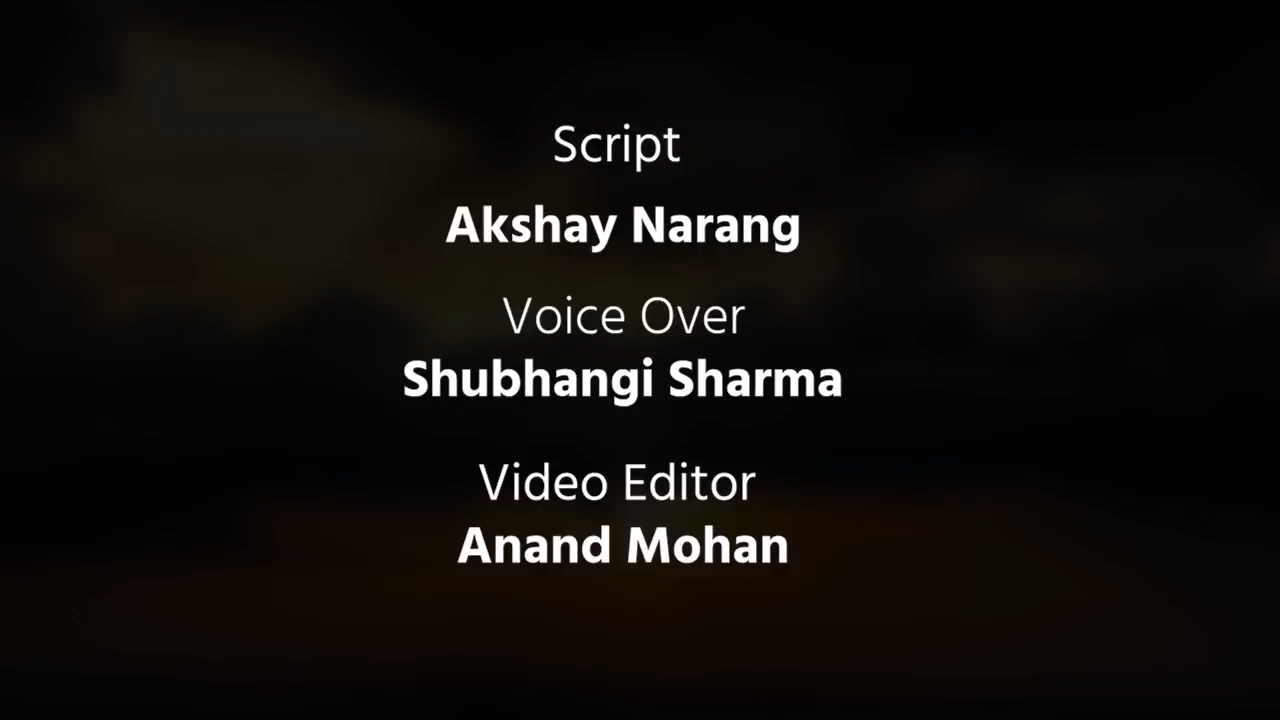 Script
Akshay Narang
Voice Over
Shubhangi Sharma
Video Editor
Anand Mohan